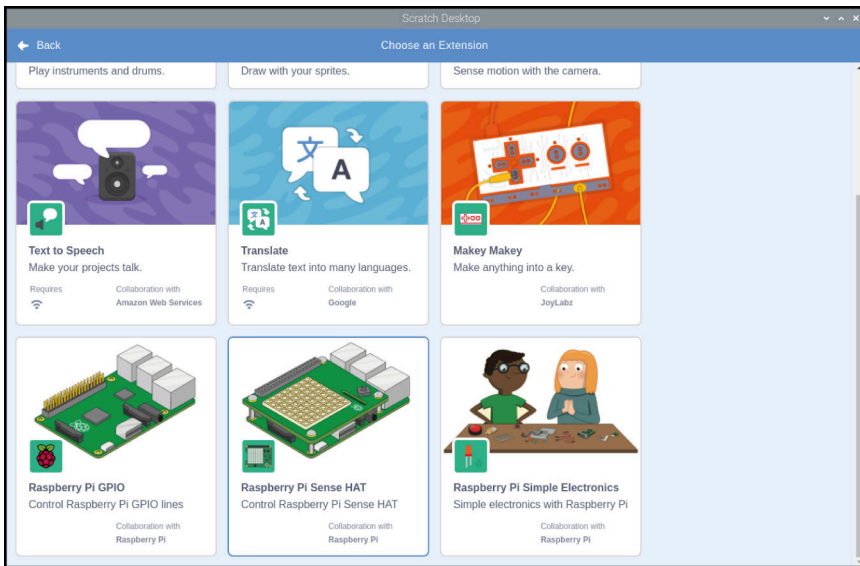 Scratch Desktop
Back
Choose an Extension
Play instruments and drums.
Draw with your sprites.
Sense motion with the camera.
文
A
Text to Speech
Make your projects talk.
Requires
Collaboration with
Amazon Web Services
Translate
Translate text into many languages.
Requires
Collaboration with
Google
Makey Makey
Make anything into a key.
Collaboration with
JoyLabz
Raspberry Pi GPIO
Control Raspberry Pi GPIO lines
Collaboration with
Raspberry Pi
Raspberry Pi Sense HAT
Control Raspberry Pi Sense HAT
Collaboration with
Raspberry Pi
Raspberry Pi Simple Electronics
Simple electronics with Raspberry Pi
Collaboration with
Raspberry Pi